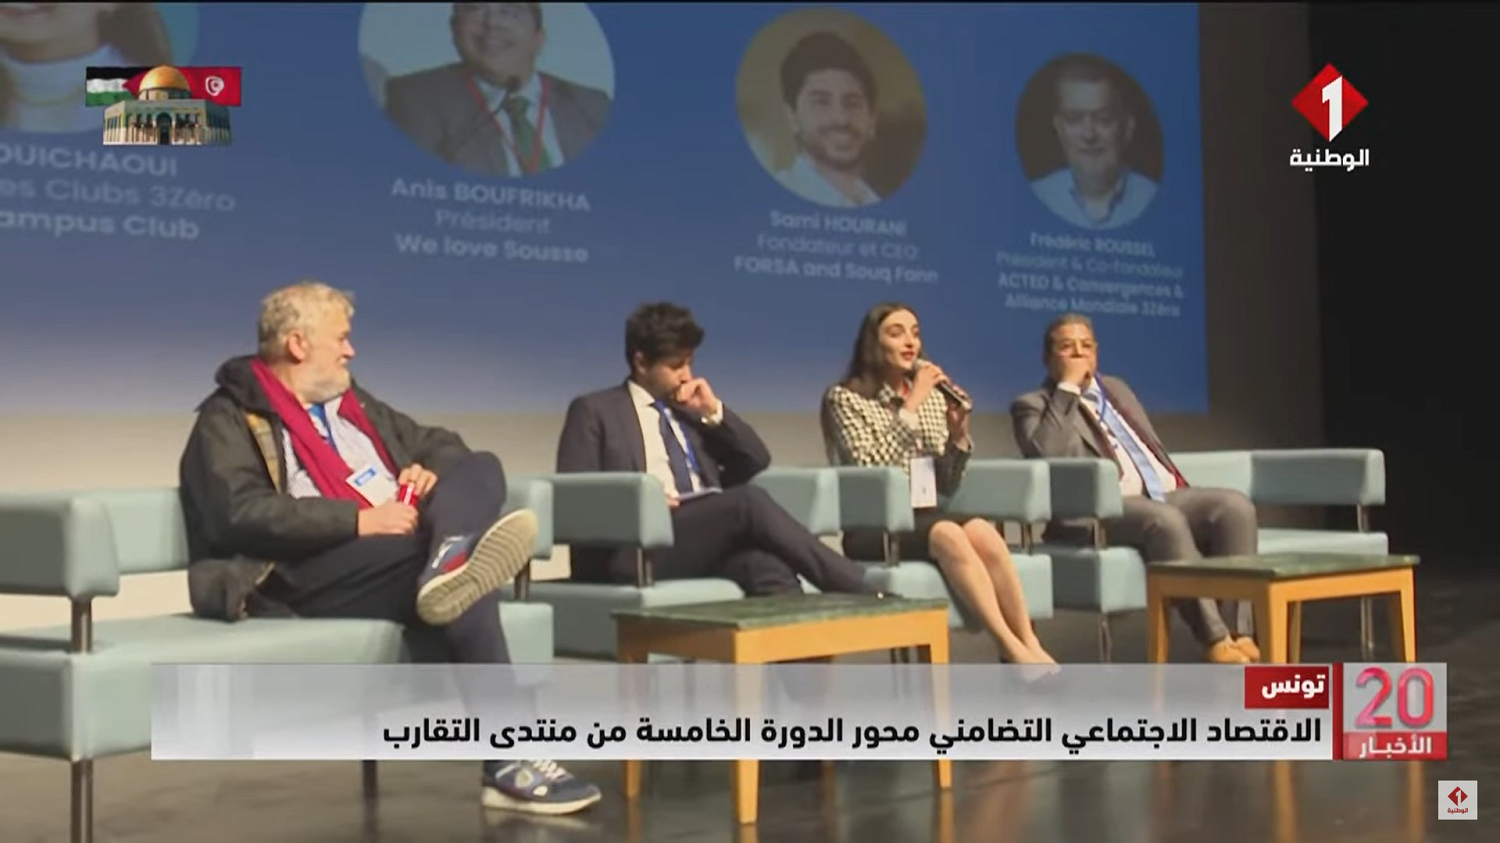 OUICHAOUI
es Clubs 3Zéro
ampus Club
Anis BOUFRIKHA
Président
We love Sousse
Sami HOURANI
Fondateur et CEO
FORSA and Souq Fann
Frédéric ROUSSEL
Président & Co-fondateur
ACTED & Convergences &
Alliance Mondiale 3Zéro
1
الوطنية
تونس
الاقتصاد الاجتماعي التضامني محور الدورة الخامسة من منتدى التقارب
20
الأخبار
الوطنية